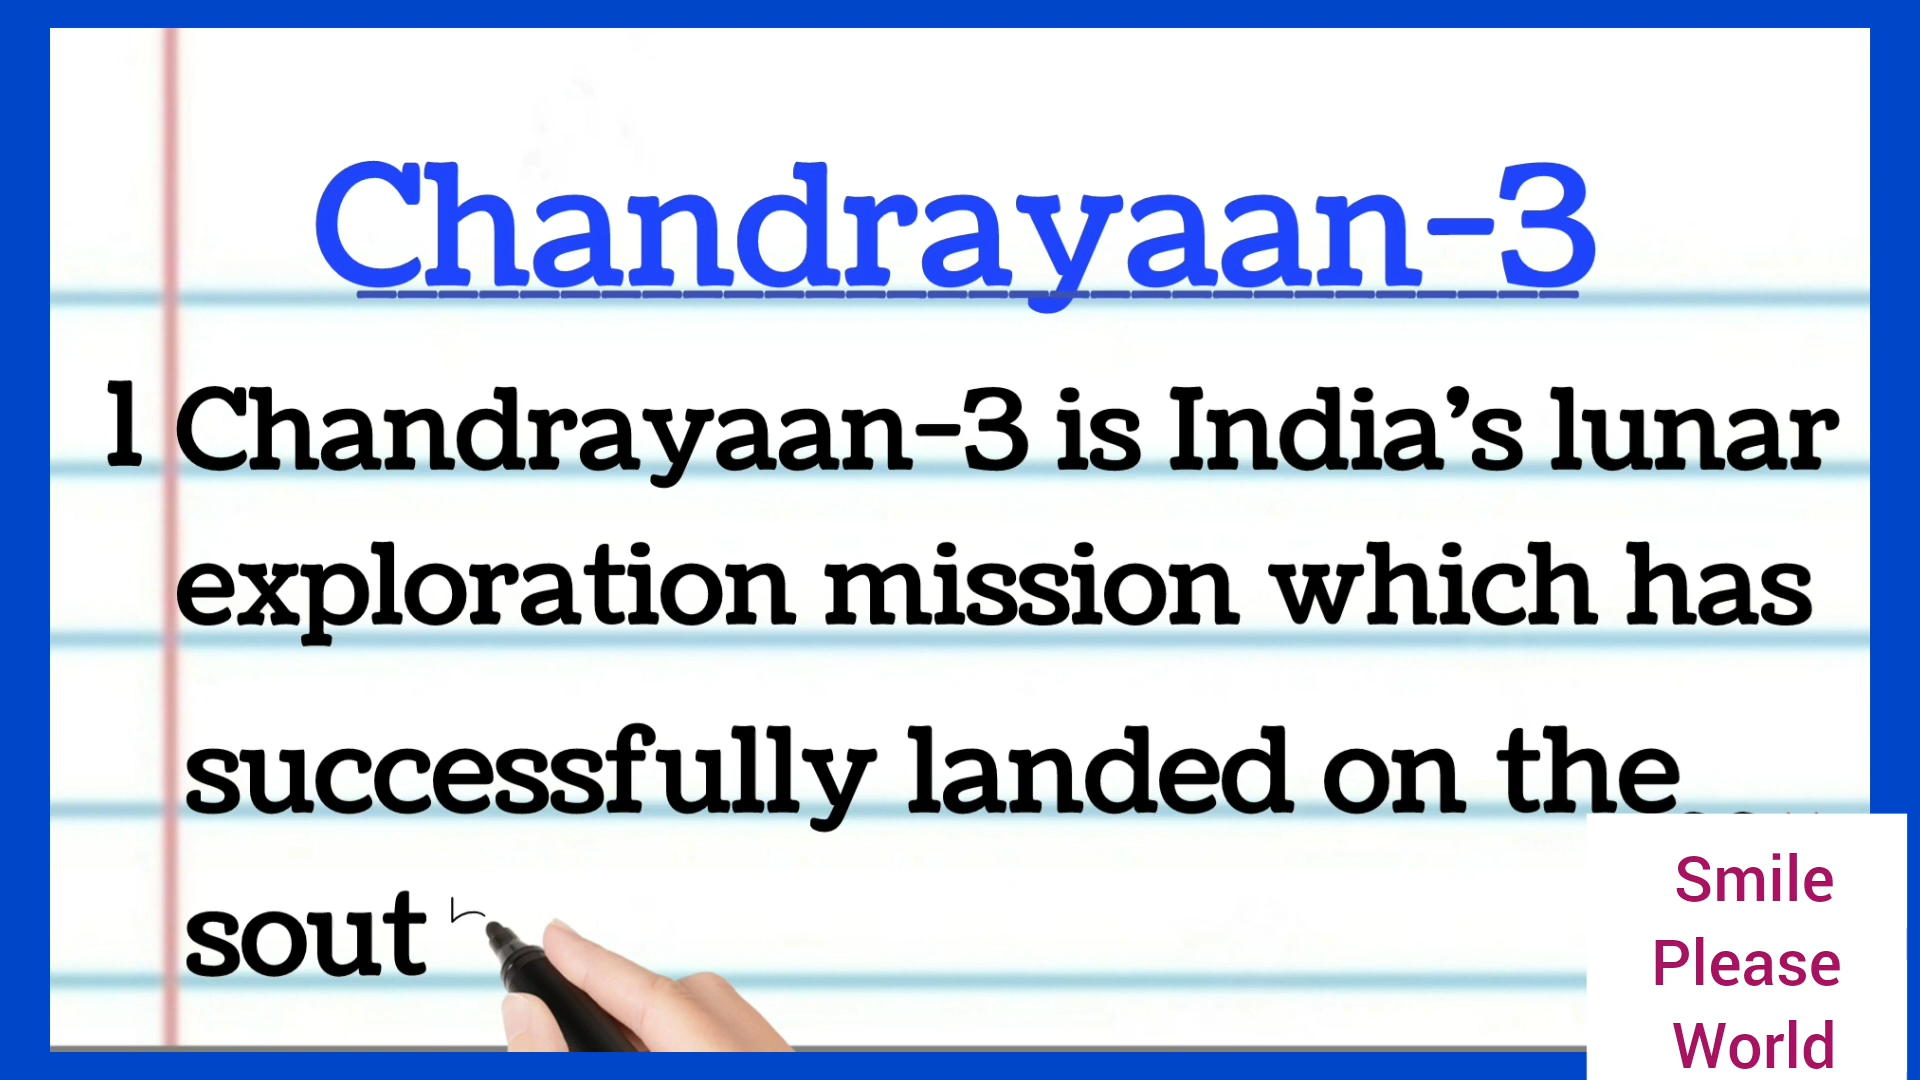 Chandrayaan-3
1 Chandrayaan-3 is India's lunar
exploration mission which has
successfully landed on the
sout
Smile
Please
World